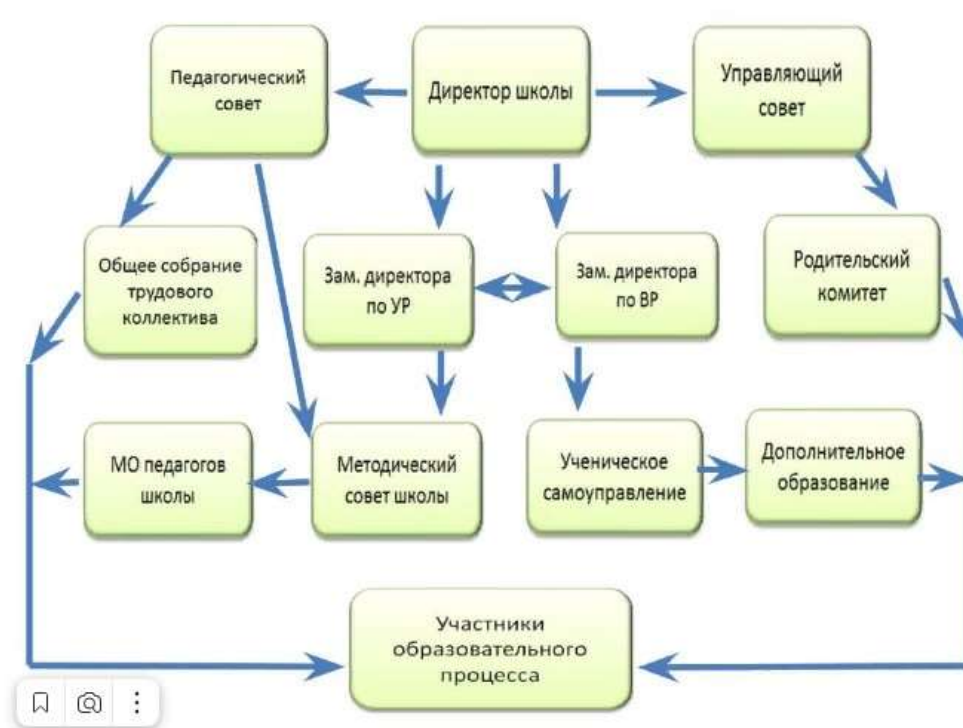 Педагогический
совет
Директор школы
Управляющий
совет
Общее собрание
трудового
коллектива
Зам. директора
по УР
Зам. директора
по ВР
Родительский
комитет
МО педагогов
школы
Методический
совет школы
Ученическое
самоуправление
Дополнительное
образование
Участники
образовательного
процесса